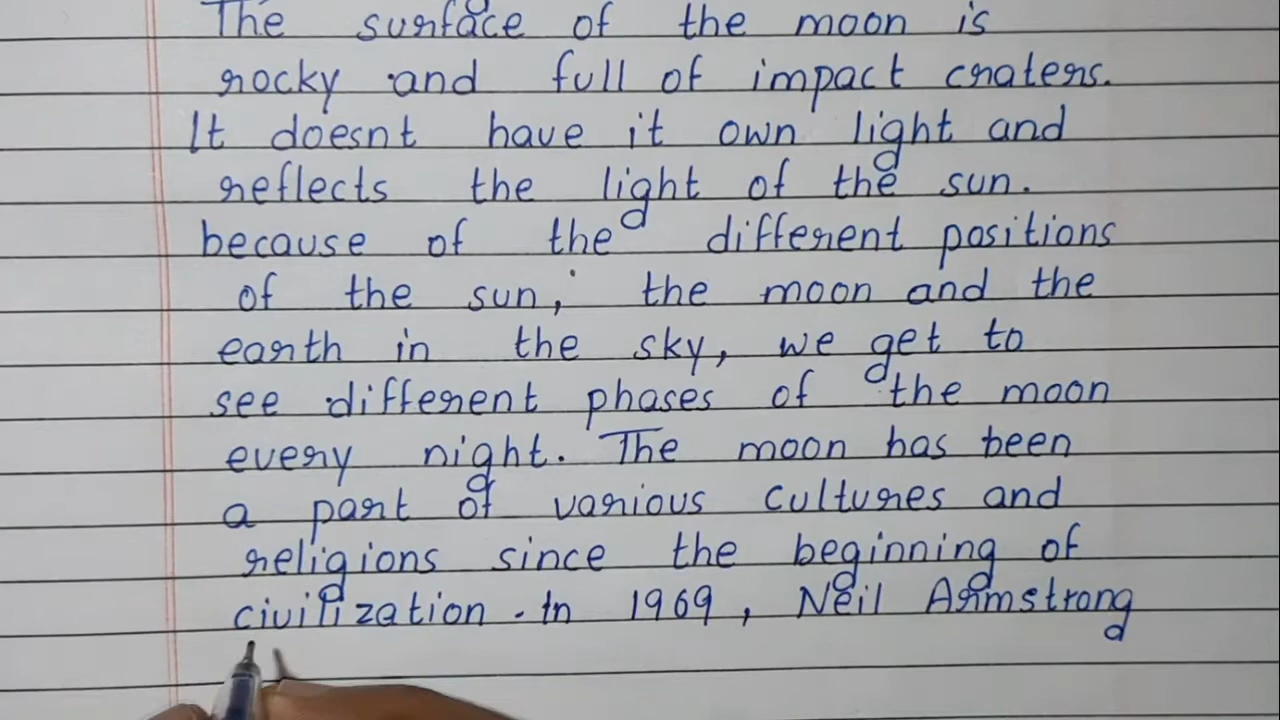 The surface of the moon is
rocky and full of impact craters.
It doesnt have it own light and
reflects the light of the sun.
because of the different positions
of the sun, the moon and the
earth in the sky, we get to
see different phases of the moon
every night. The moon has been
a part of various cultures and
religions since the beginning of
civilization. In 1969, Neil Armstrong